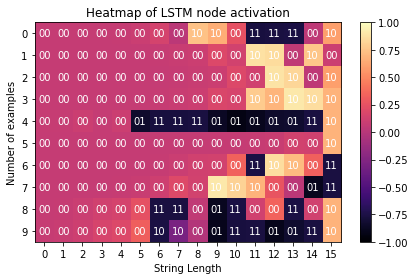 Heatmap of LSTM node activation
Number of examples
0 00 00 00 00 00 00 00 00 10 10 00 11 11 11 00 10
1 00 00 00 00 00 00 00 00 00 00 00 11 11 00 10 00
2 00 00 00 00 00 00 00 00 00 00 00 00 10 10 00 10
3 00 00 00 00 00 00 00 00 00 00 00 10 10 10 10 10
4 00 00 00 00 00 01 11 11 11 01 01 01 01 01 11 10
5 00 00 00 00 00 00 00 00 00 00 00 00 00 00 00 10
6 00 00 00 00 00 00 00 00 00 00 00 11 10 10 00 11
7 00 00 00 00 00 00 00 00 00 10 10 10 00 00 01 11
8 00 00 00 00 00 00 11 11 00 01 11 00 00 11 00 10
9 00 00 00 00 00 00 10 10 00 01 11 11 01 01 11 10
0 1 2 3 4 5 6 7 8 9 10 11 12 13 14 15
String Length
1.00
0.75
0.50
0.25
0.00
−0.25
−0.50
−0.75
−1.00